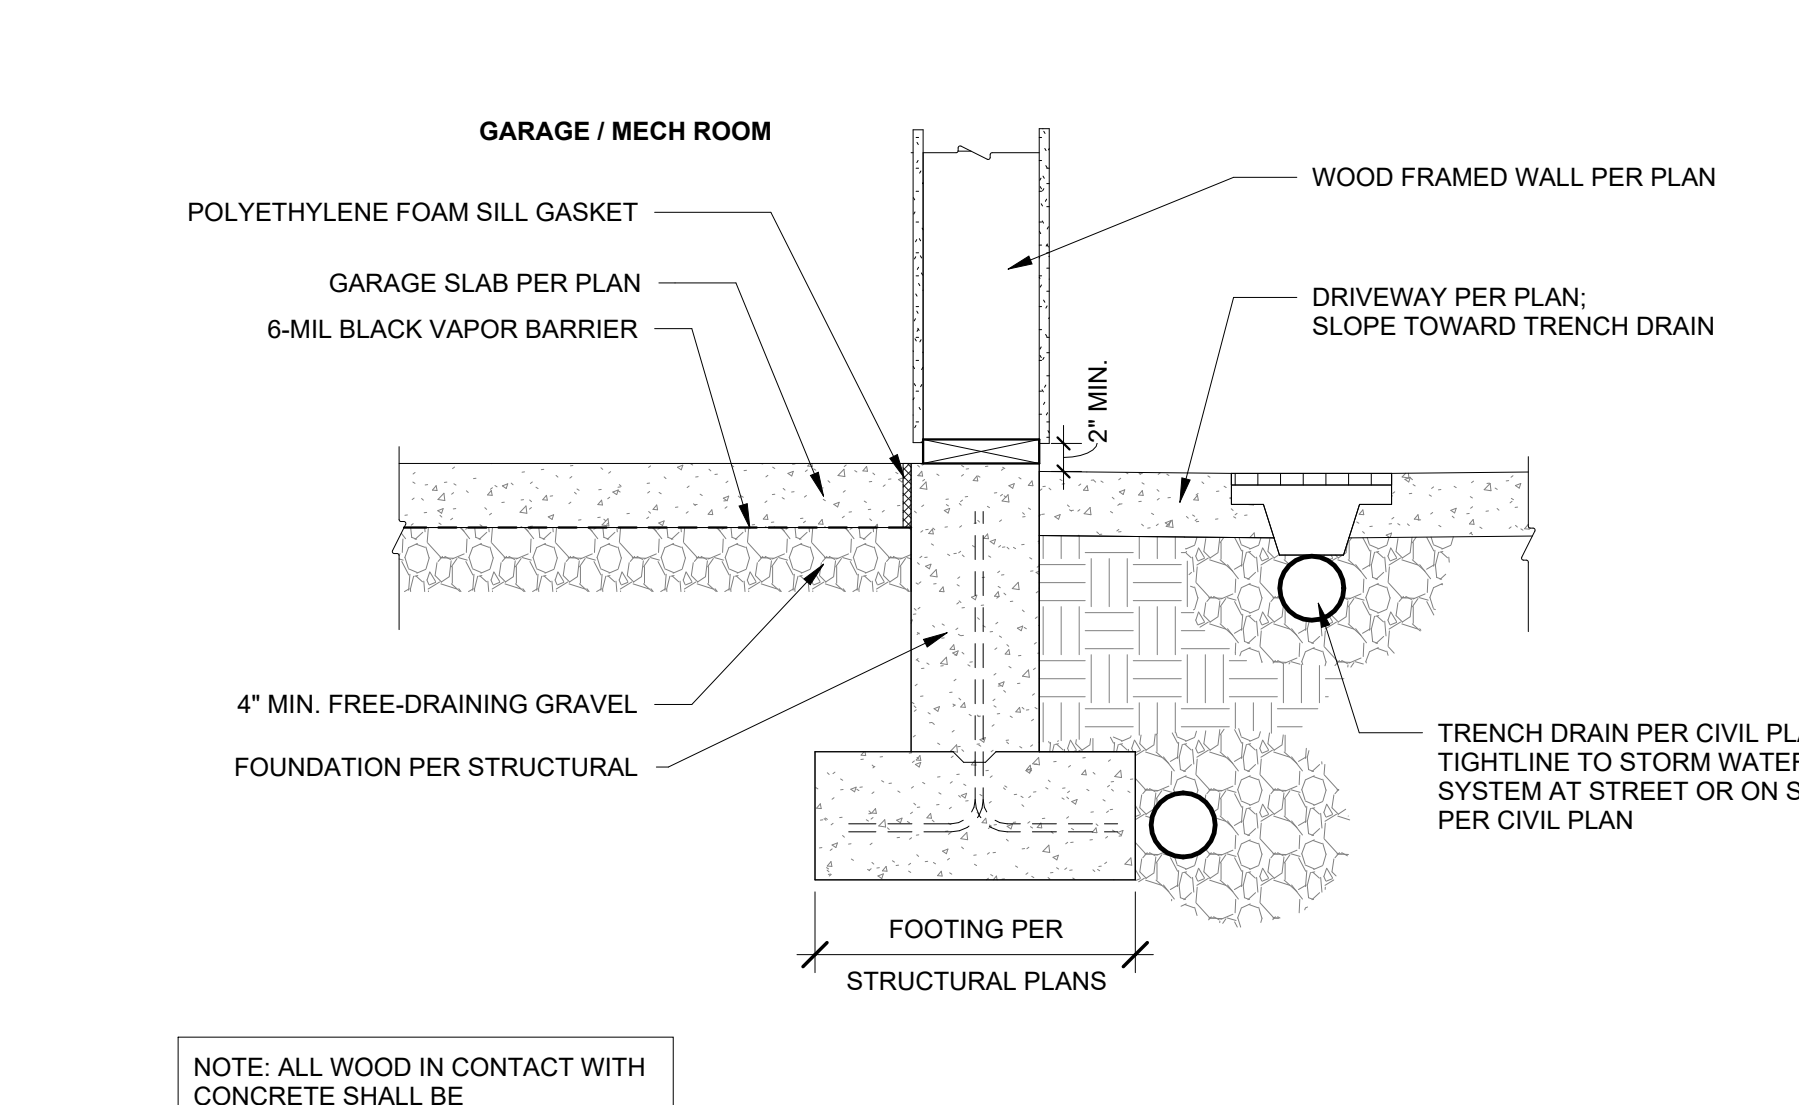 GARAGE / MECH ROOM
POLYETHYLENE FOAM SILL GASKET
GARAGE SLAB PER PLAN
6-MIL BLACK VAPOR BARRIER
WOOD FRAMED WALL PER PLAN
DRIVEWAY PER PLAN;
SLOPE TOWARD TRENCH DRAIN
2" MIN.
4" MIN. FREE-DRAINING GRAVEL
FOUNDATION PER STRUCTURAL
TRENCH DRAIN PER CIVIL
TIGHTLINE TO STORM WATER
SYSTEM AT STREET OR ON
PER CIVIL PLAN
FOOTING PER
STRUCTURAL PLANS
NOTE: ALL WOOD IN CONTACT WITH
CONCRETE SHALL BE